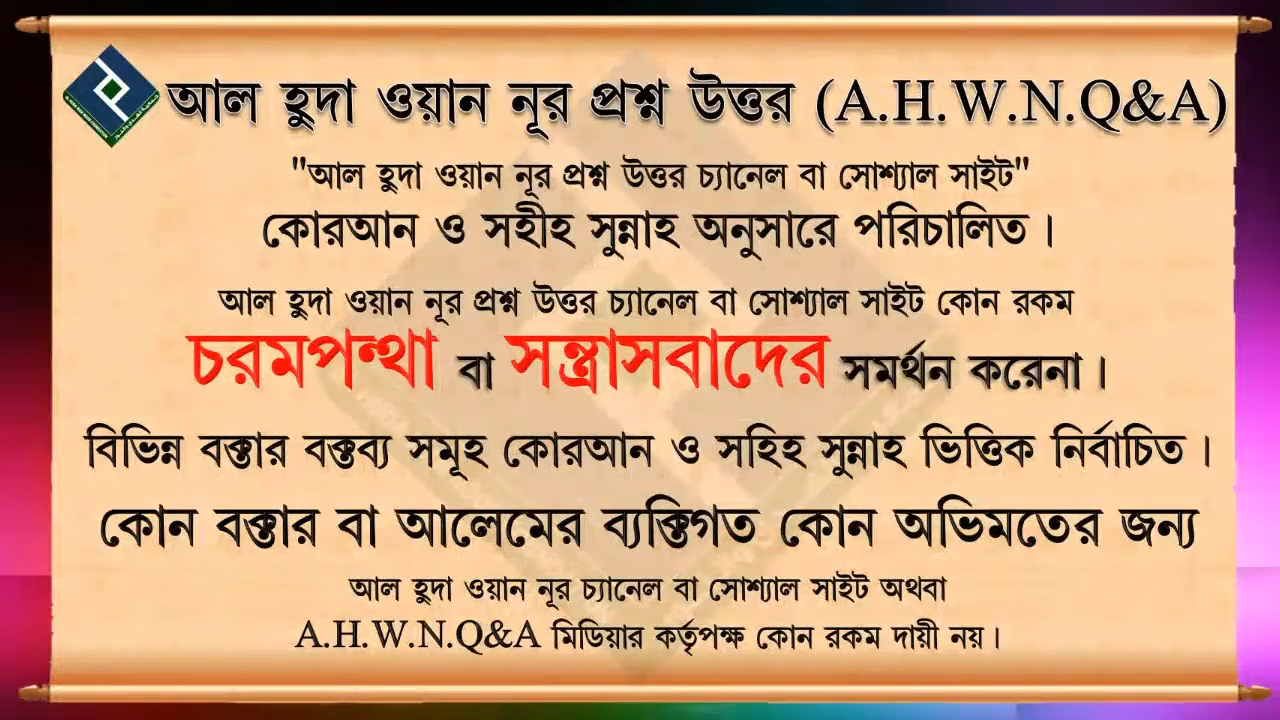 আল হুদা ওয়ান নূর প্রশ্ন উত্তর (A.H.W.N.Q&A)
"আল হুদা ওয়ান নূর প্রশ্ন উত্তর চ্যানেল বা সোশ্যাল সাইট"
কোরআন ও সহীহ সুন্নাহ অনুসারে পরিচালিত।
আল হুদা ওয়ান নূর প্রশ্ন উত্তর চ্যানেল বা সোশ্যাল সাইট কোন রকম
চরমপন্থা বা সন্ত্রাসবাদের সমর্থন করেনা।
বিভিন্ন বক্তার বক্তব্য সমূহ কোরআন ও সহিহ সুন্নাহ ভিত্তিক নির্বাচিত।
কোন বক্তার বা আলেমের ব্যক্তিগত কোন অভিমতের জন্য
আল হুদা ওয়ান নূর চ্যানেল বা সোশ্যাল সাইট অথবা
A.H.W.N.Q&A মিডিয়ার কর্তৃপক্ষ কোন রকম দায়ী নয়।